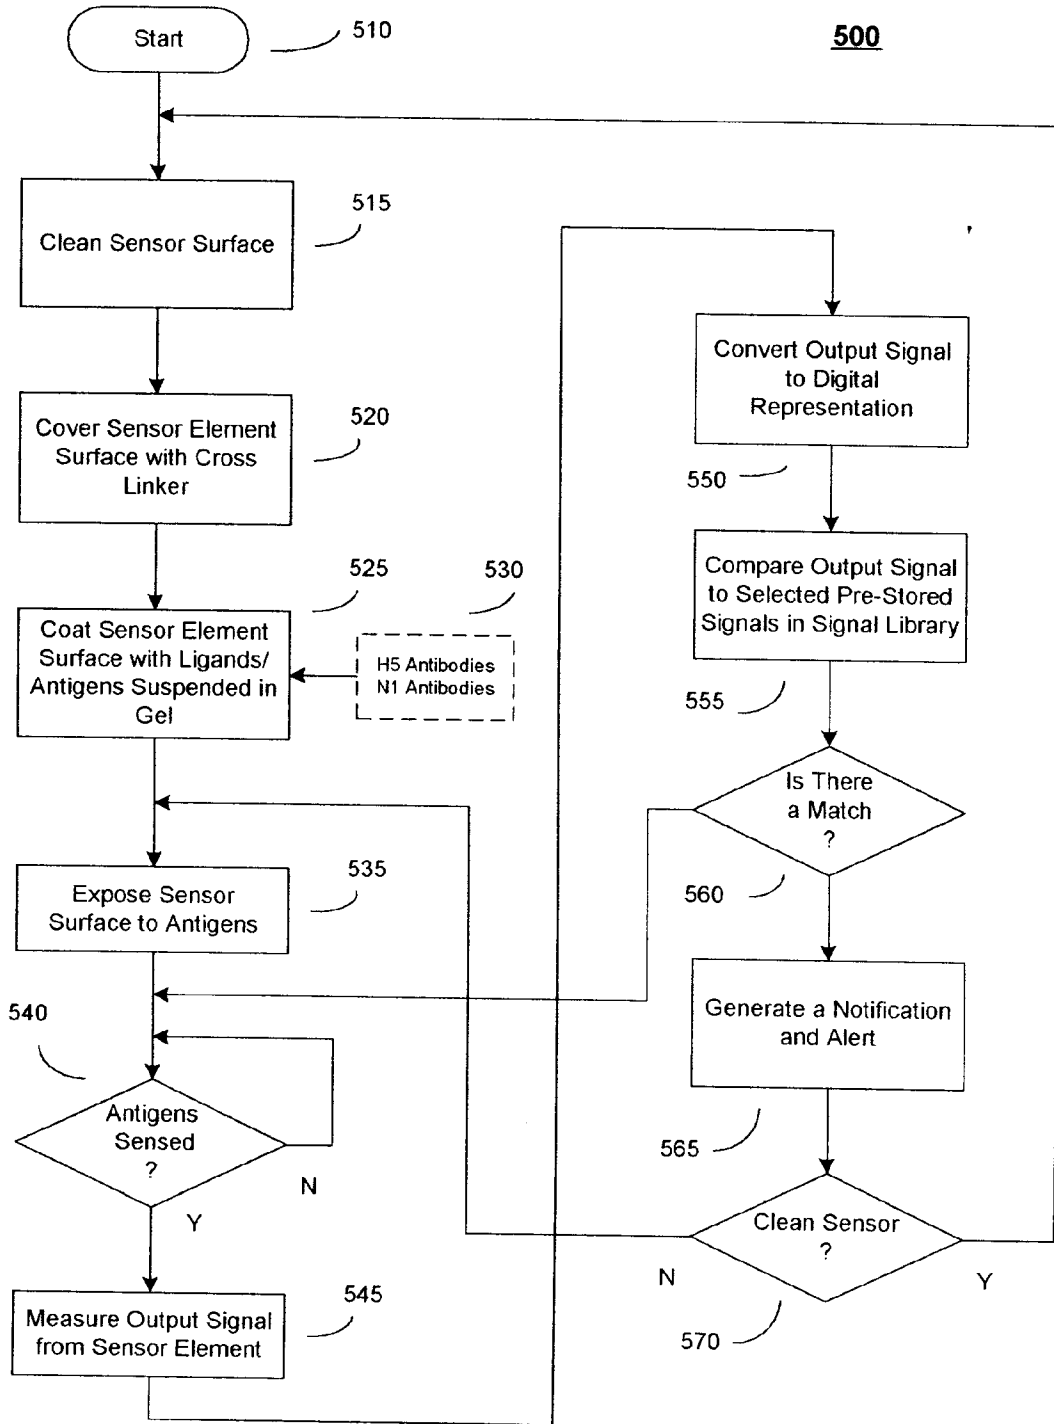 500
Start
510
Clean Sensor Surface
515
Cover Sensor Element
Surface with Cross
Linker
520
Coat Sensor Element
Surface with Ligands/
Antigens Suspended in
Gel
525
530
H5 Antibodies
N1 Antibodies
Expose Sensor
Surface to Antigens
535
540
Antigens
Sensed
?
N
Y
Measure Output Signal
from Sensor Element
545
Convert Output Signal
to Digital
Representation
550
Compare Output Signal
to Selected Pre-Stored
Signals in Signal Library
555
Is There
a Match
?
560
Generate a Notification
and Alert
565
Clean Sensor
?
N
Y
570